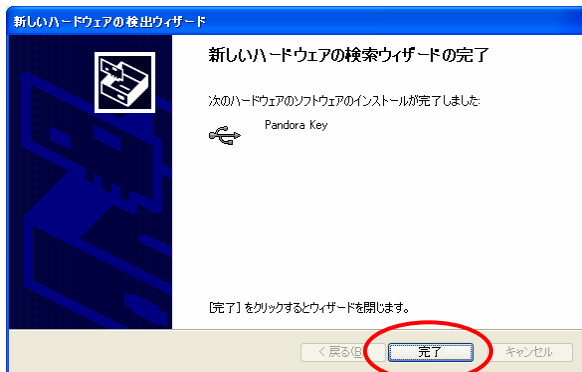 新しいハードウェアの検出ウィザード
新しいハードウェアの検索ウィザードの完了
次のハードウェアのソフトウェアのインストールが完了しました:
Pandora Key
[完了] をクリックするとウィザードを閉じます。
< 戻る(B) 完了 キャンセル